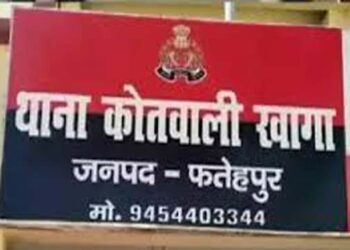 थाना कोतवाली खागा
जनपद - फतेहपुर
मो. 9454403344